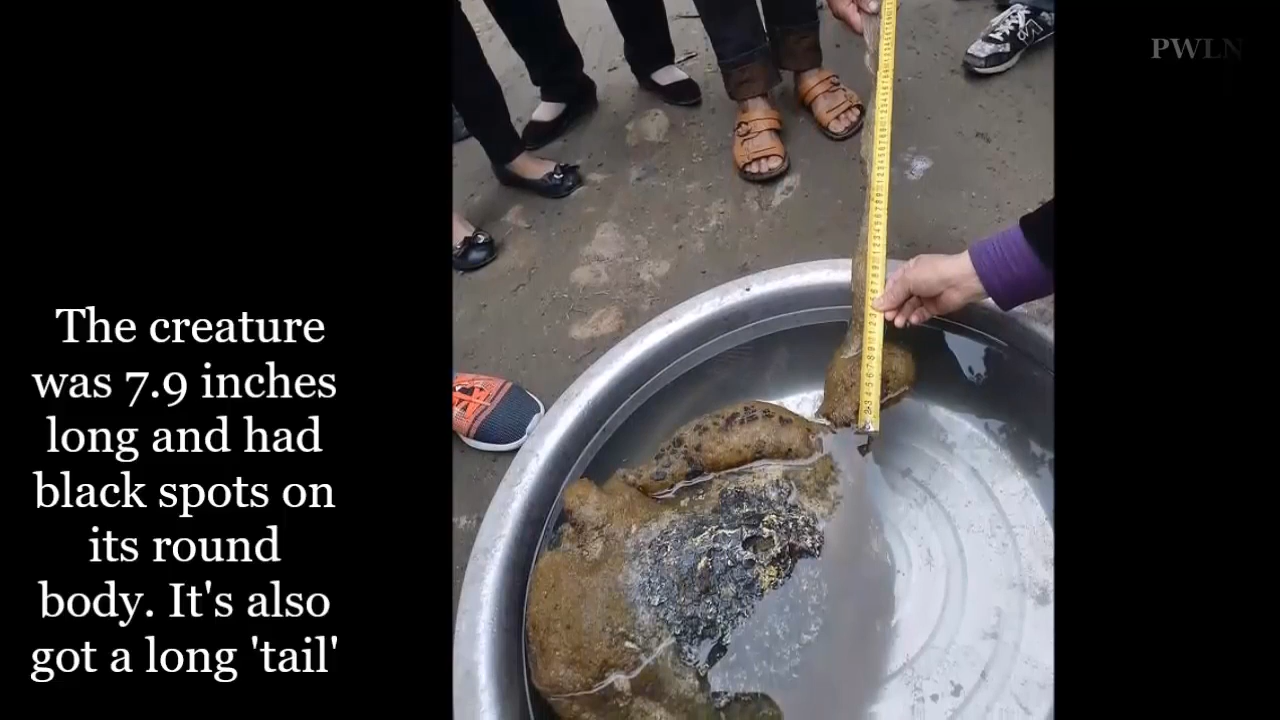 PWLN
The creature
was 7.9 inches
long and had
black spots on
its round
body. It's also
got a long 'tail'